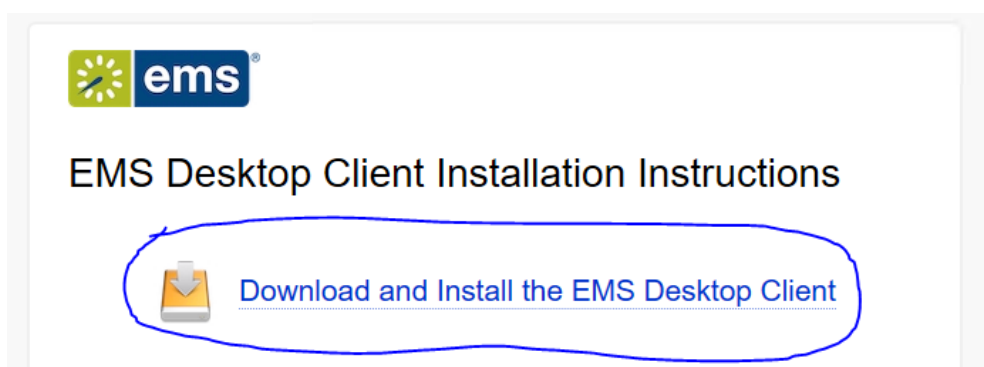 ems®
EMS Desktop Client Installation Instructions
Download and Install the EMS Desktop Client